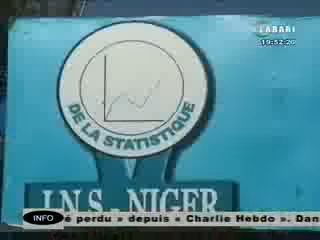 LABARI
19:52:20
DE LA STATISTIQUE
I.N.S - NIGER
INFO
é perdu » depuis « Charlie Hebdo ». Dan